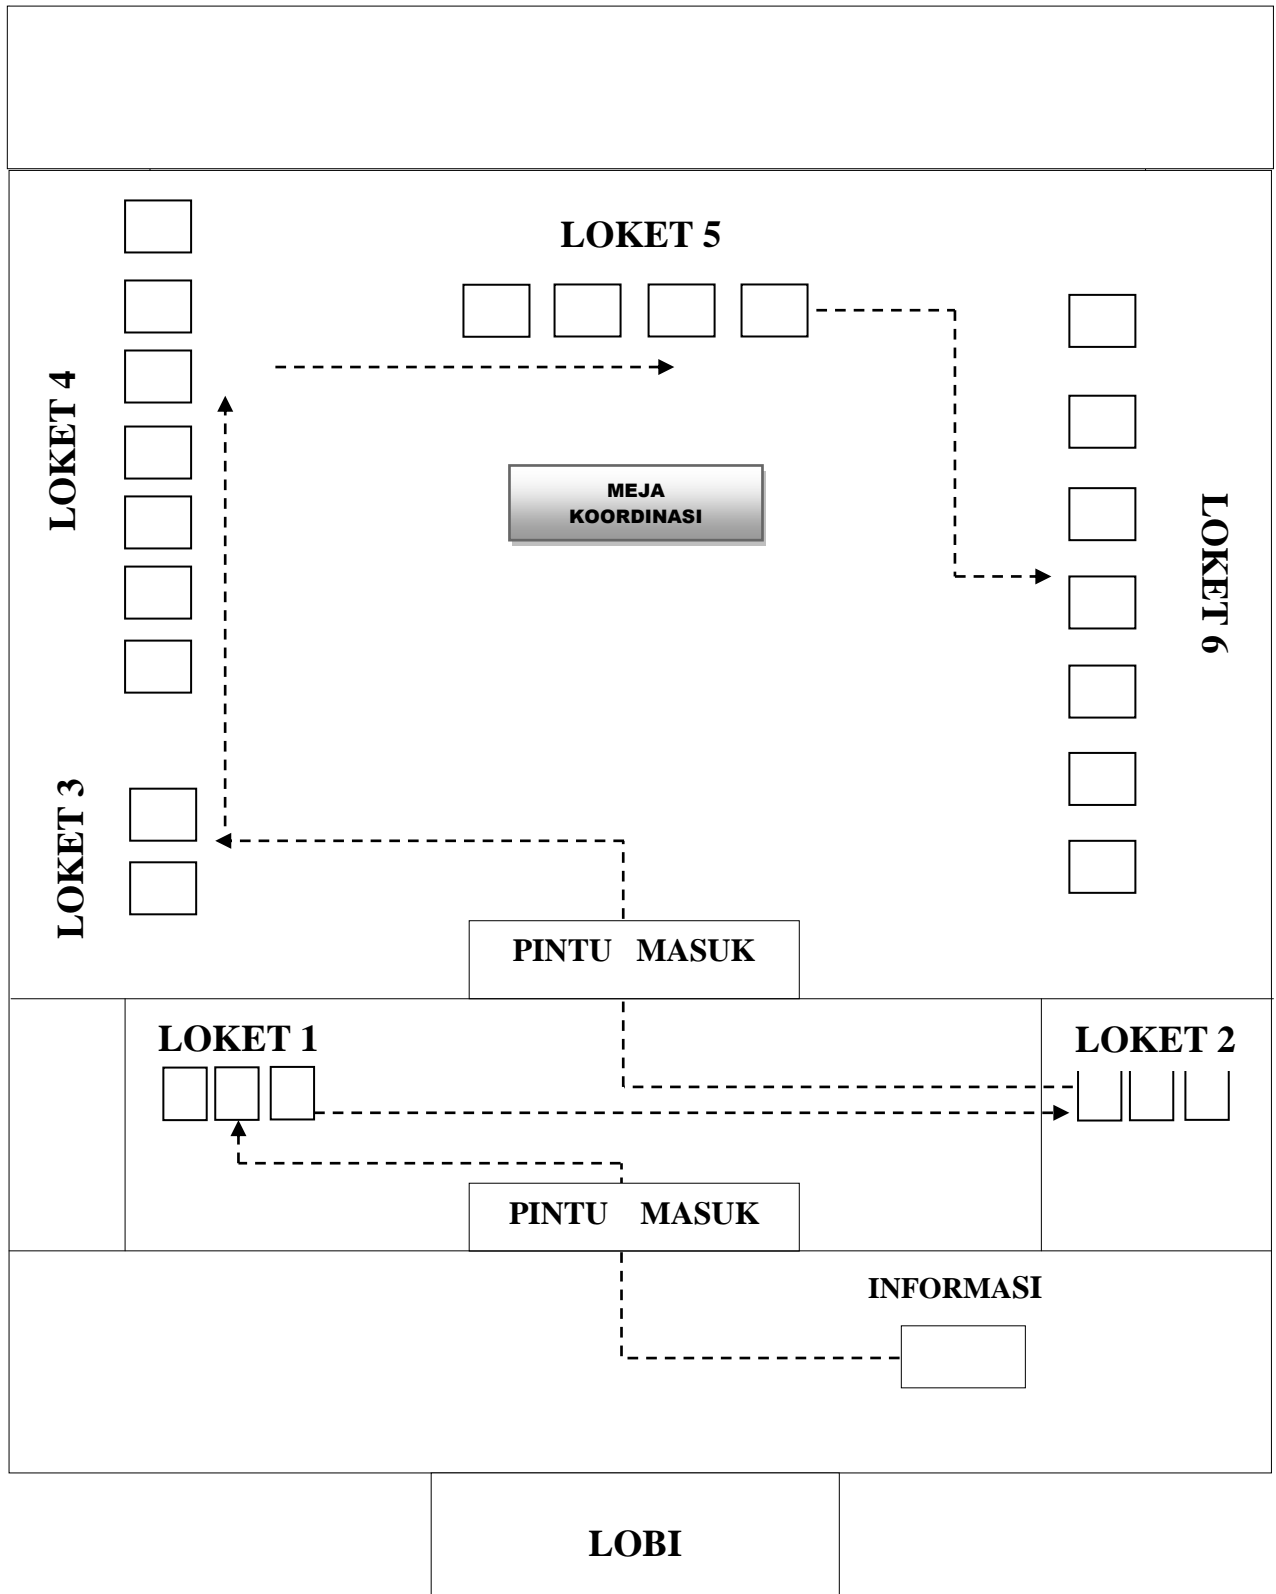 LOKET 5
LOKET 4
MEJA
KOORDINASI
LOKET 6
LOKET 3
PINTU MASUK
LOKET 1
LOKET 2
PINTU MASUK
INFORMASI
LOBI